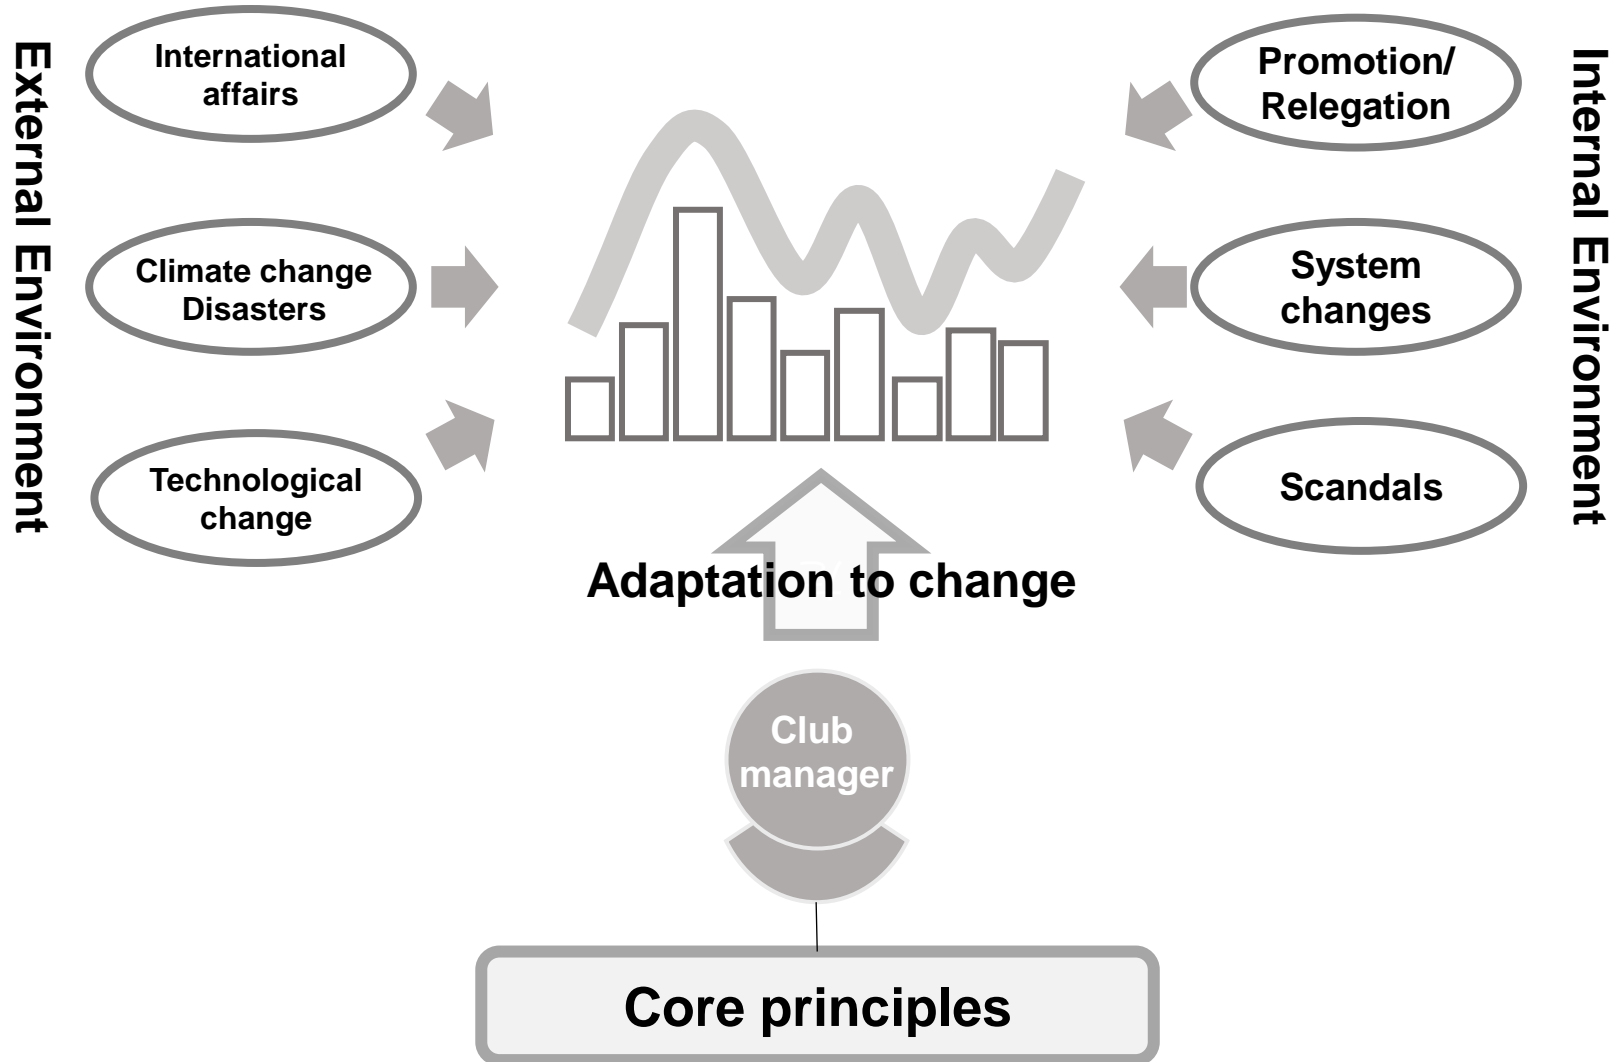 External Environment
International
affairs
Climate change
Disasters
Technological
change
Promotion/
Relegation
System
changes
Scandals
Internal Environment
Adaptation to change
Club
manager
Core principles